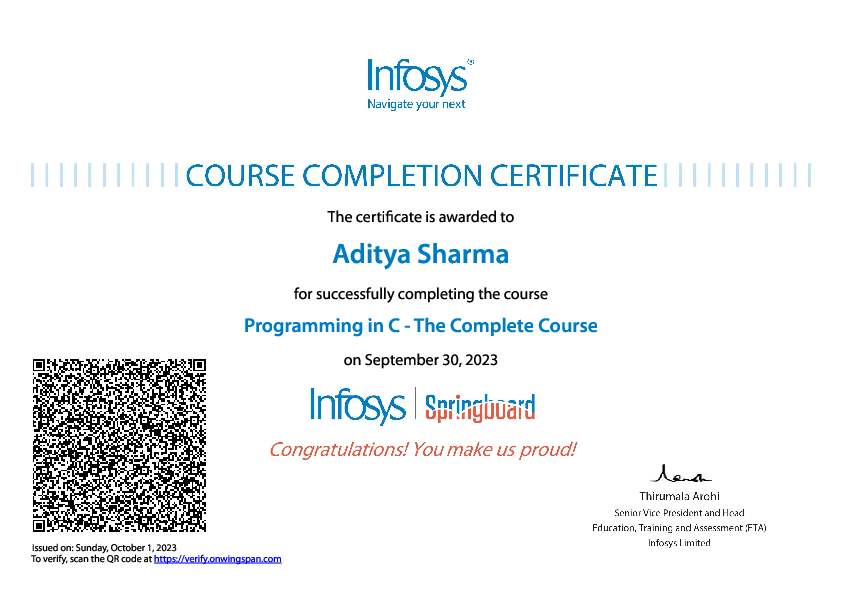 Infosys®
Navigate your next
COURSE COMPLETION CERTIFICATE
The certificate is awarded to
Aditya Sharma
for successfully completing the course
Programming in C - The Complete Course
on September 30, 2023
Infosys | Springboard
Congratulations! You make us proud!
Thirumala Arohi
Senior Vice President and Head
Education, Training and Assessment (ETA)
Infosys Limited
Issued on: Sunday, October 1, 2023
To verify, scan the QR code at https://verify.onwingspan.com